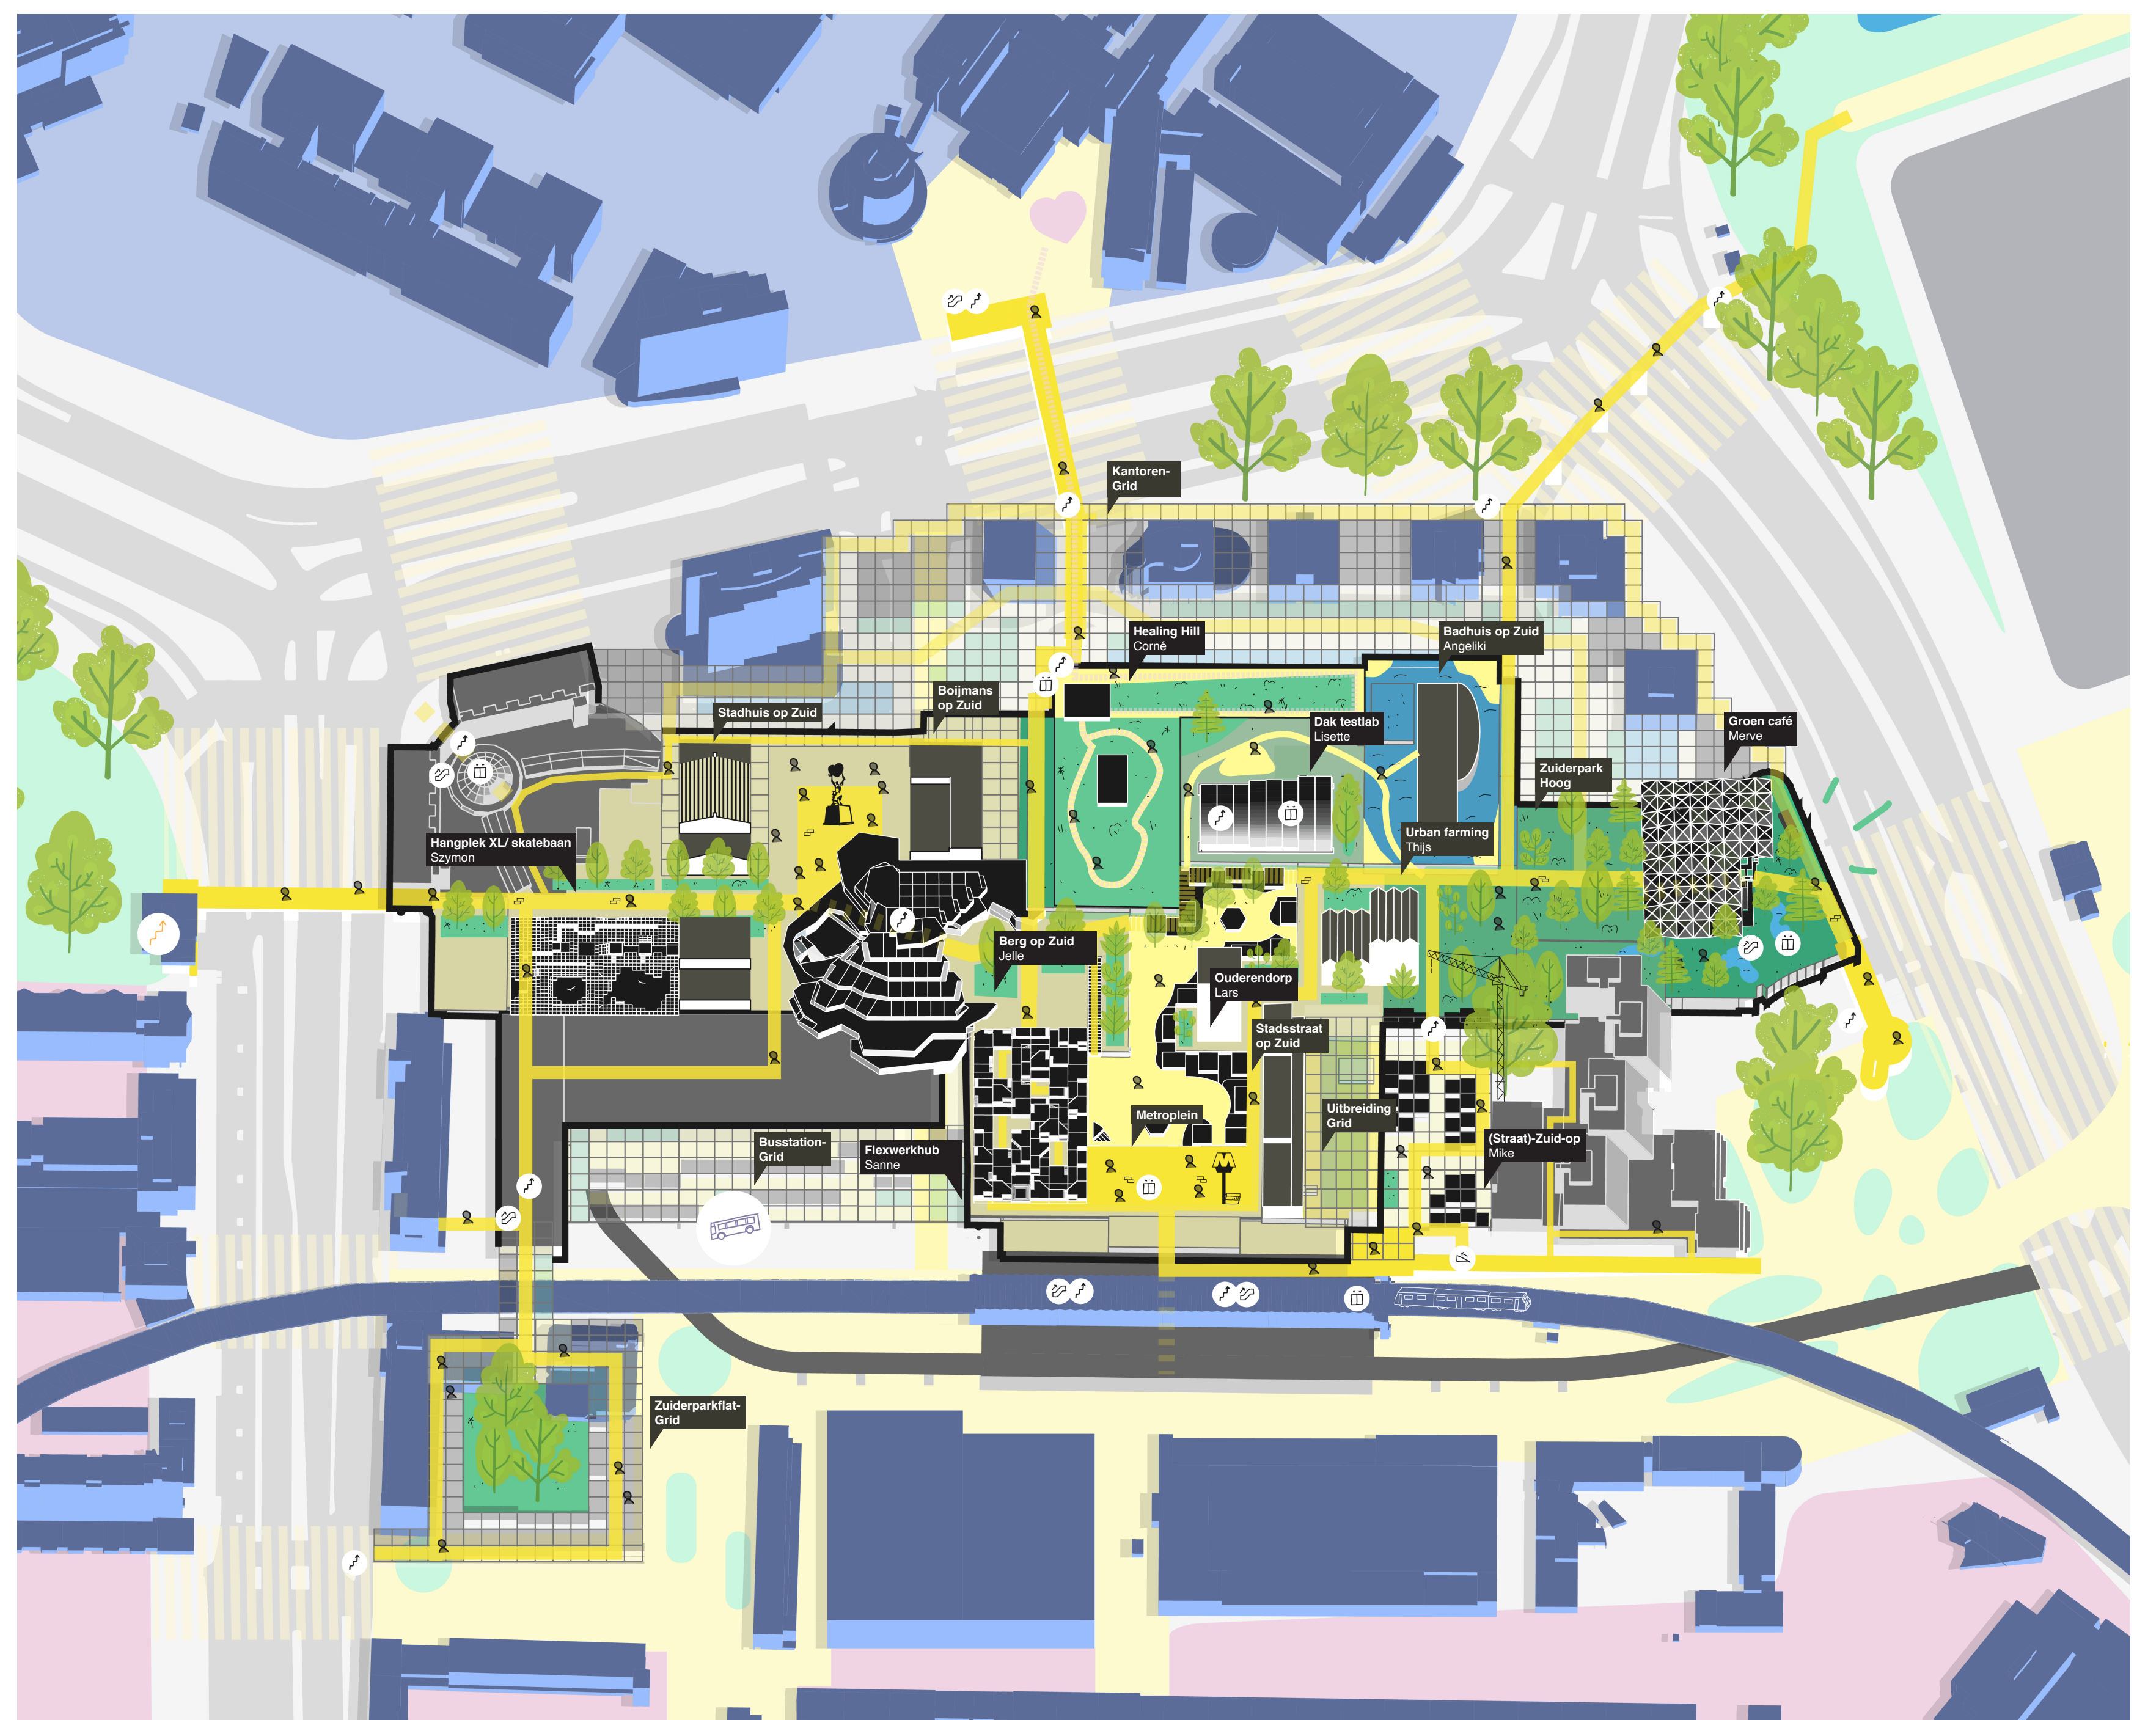 Kantoren-
Grid
Healing Hill
Corné
Badhuis op Zuid
Angeliki
Boijmans
op Zuid
Stadhuis op Zuid
Dak testlab
Lisette
Groen café
Merve
Zuiderpark
Hoog
Urban farming
Thijs
Hangplek XL/ skatebaan
Szymon
Berg op Zuid
Jelle
Ouderendorp
Lars
Stadsstraat
op Zuid
Uitbreiding
Grid
Metroplein
(Straat)-Zuid-op
Mike
Busstation-
Grid
Flexwerkhub
Sanne
Zuiderparkflat-
Grid